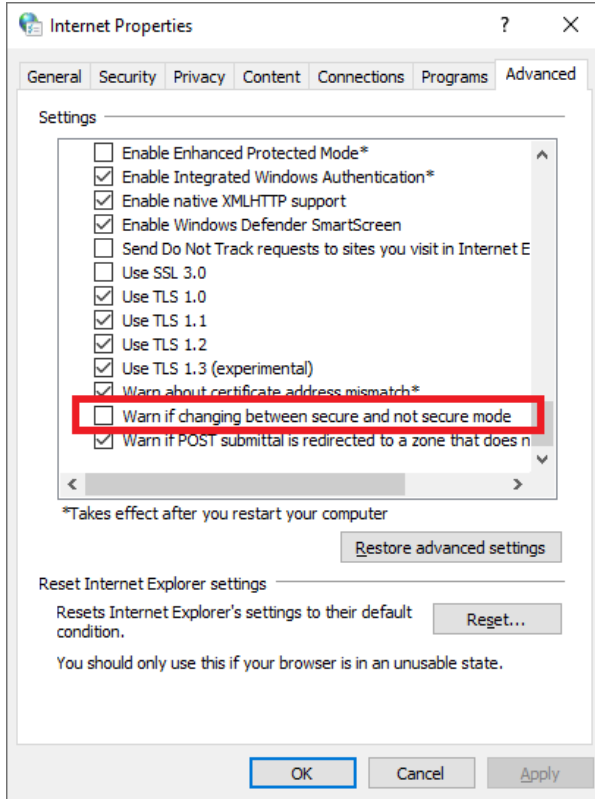 Internet Properties
?
General Security Privacy Content Connections Programs Advanced
Settings
Enable Enhanced Protected Mode*
Enable Integrated Windows Authentication*
Enable native XMLHTTP support
Enable Windows Defender SmartScreen
Send Do Not Track requests to sites you visit in Internet E
Use SSL 3.0
Use TLS 1.0
Use TLS 1.1
Use TLS 1.2
Use TLS 1.3 (experimental)
Warn about certificate address mismatch*
Warn if changing between secure and not secure mode
Warn if POST submittal is redirected to a zone that does n
*Takes effect after you restart your computer
Restore advanced settings
Reset Internet Explorer settings
Resets Internet Explorer's settings to their default
condition.
Reset...
You should only use this if your browser is in an unusable state.
OK Cancel Apply